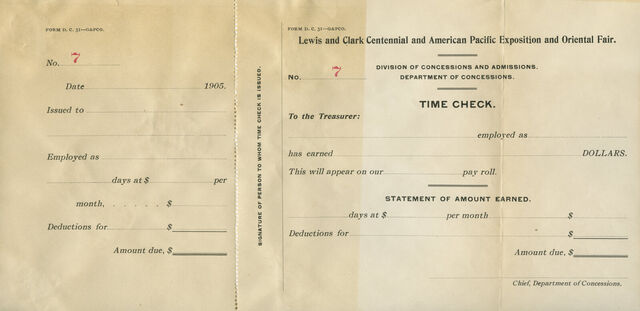 FORM D. C. 51—GAPCO.
No. 7
Date 1905.
Issued to
Employed as
days at $ per
month, . . . . . $
Deductions for $
Amount due, $
SIGNATURE OF PERSON TO WHOM TIME CHECK IS ISSUED.
FORM D. C. 51—GAPCO.
Lewis and Clark Centennial and American Pacific Exposition and Oriental Fair.
DIVISION OF CONCESSIONS AND ADMISSIONS.
No. 7
DEPARTMENT OF CONCESSIONS.
TIME CHECK.
To the Treasurer:
employed as
has earned DOLLARS.
This will appear on our pay roll.
STATEMENT OF AMOUNT EARNED.
days at $ per month $
Deductions for $
Amount due, $
Chief, Department of Concessions.